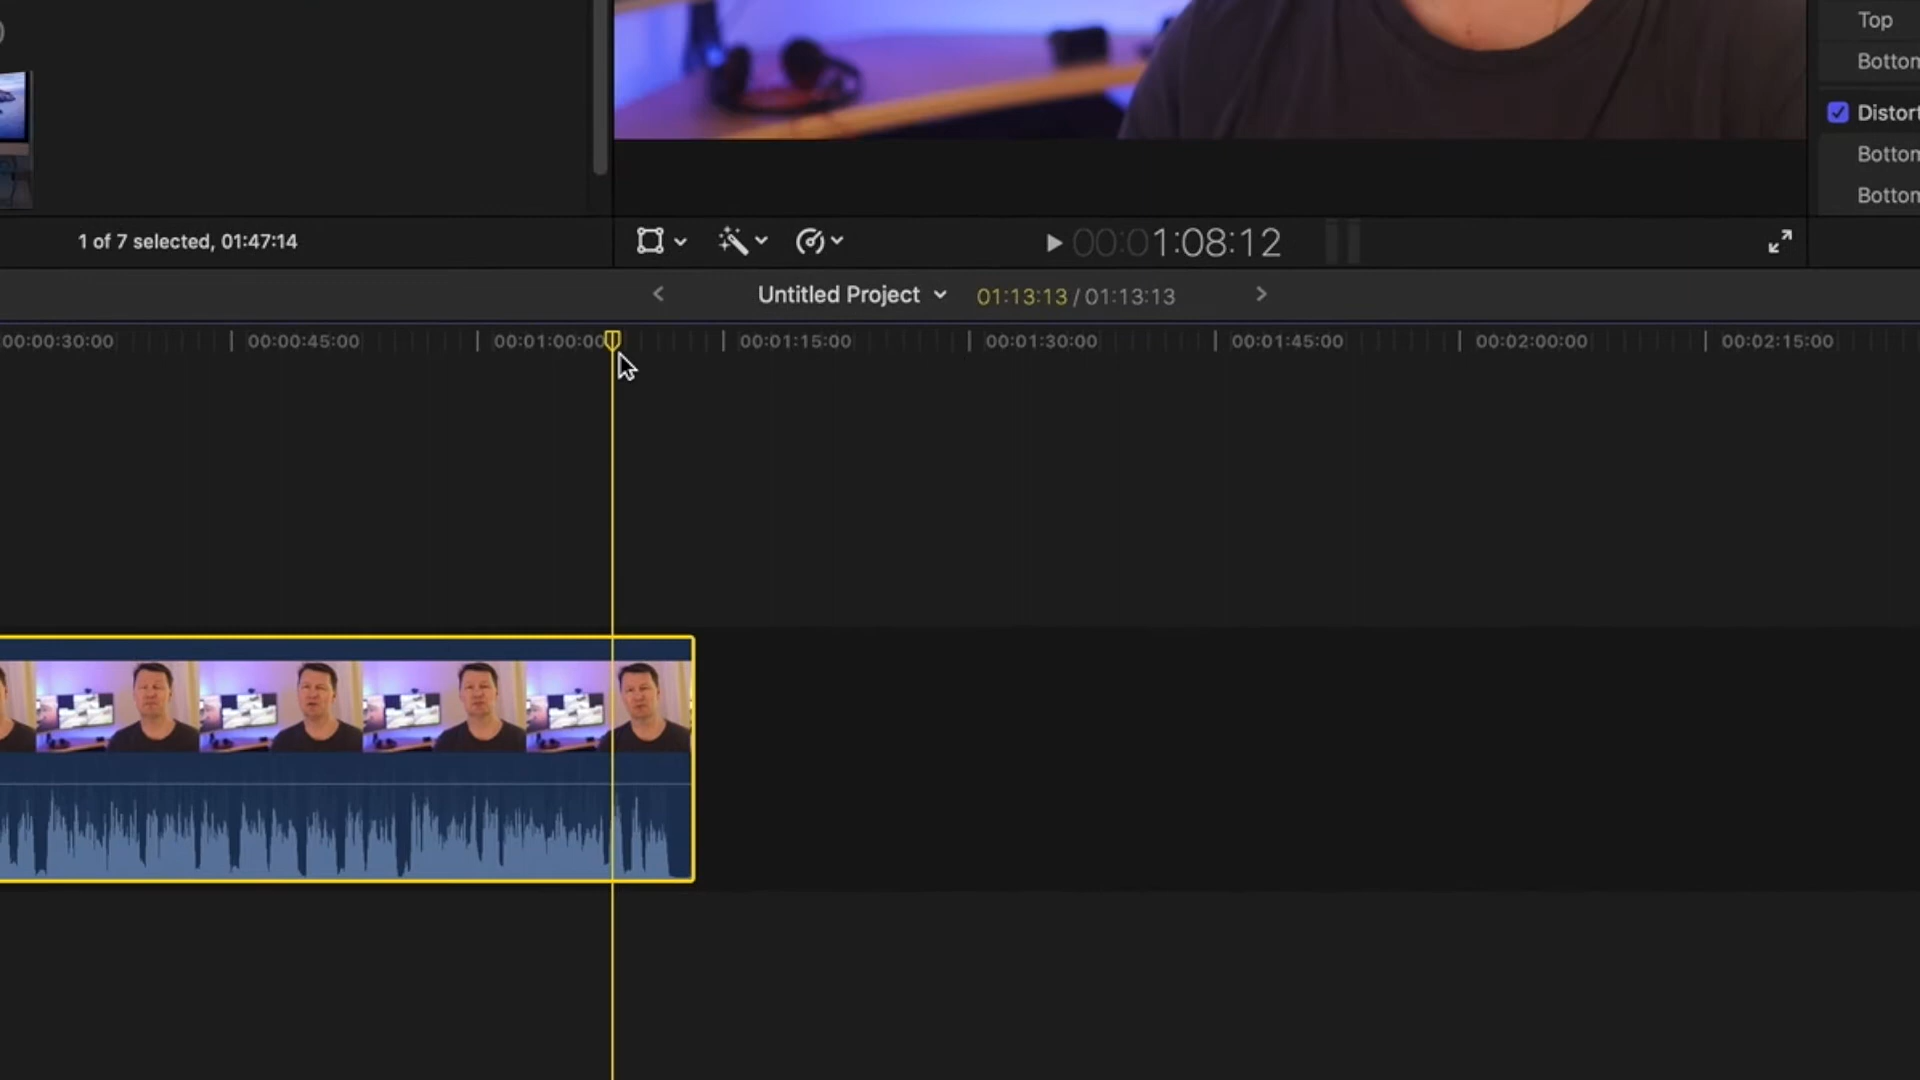 Top
Bottom
Distort
Bottom
Bottom
1 of 7 selected, 01:47:14
00:01:08:12
Untitled Project
01:13:13 / 01:13:13
00:00:30:00
00:00:45:00
00:01:00:00
00:01:15:00
00:01:30:00
00:01:45:00
00:02:00:00
00:02:15:00